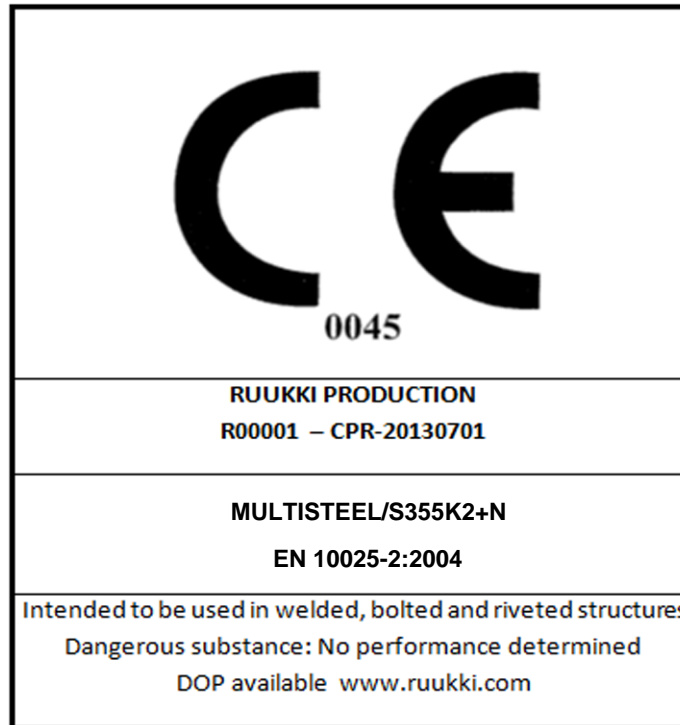 CE
0045
RUUKKI PRODUCTION
R00001 – CPR-20130701
MULTISTEEL/S355K2+N
EN 10025-2:2004
Intended to be used in welded, bolted and riveted structures
Dangerous substance: No performance determined
DOP available www.ruukki.com